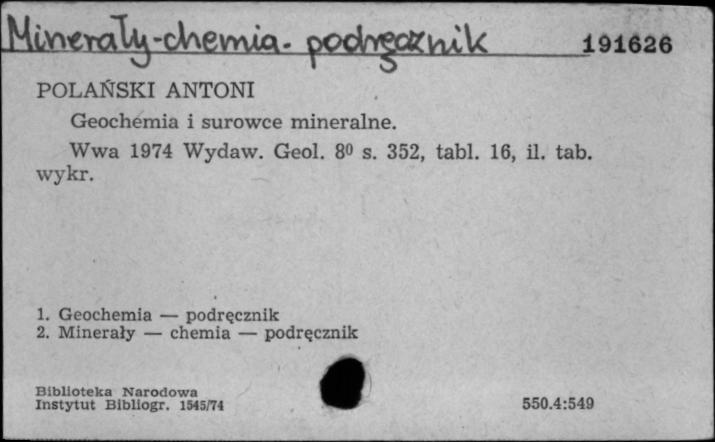 Minerały-chemia-podręcznik 191626
POLAŃSKI ANTONI
Geochemia i surowce mineralne.
Wwa 1974 Wydaw. Geol. 8⁰ s. 352, tabl. 16, il. tab.
wykr.
1. Geochemia — podręcznik
2. Minerały — chemia — podręcznik
Biblioteka Narodowa
Instytut Bibliogr. 1545/74 550.4:549